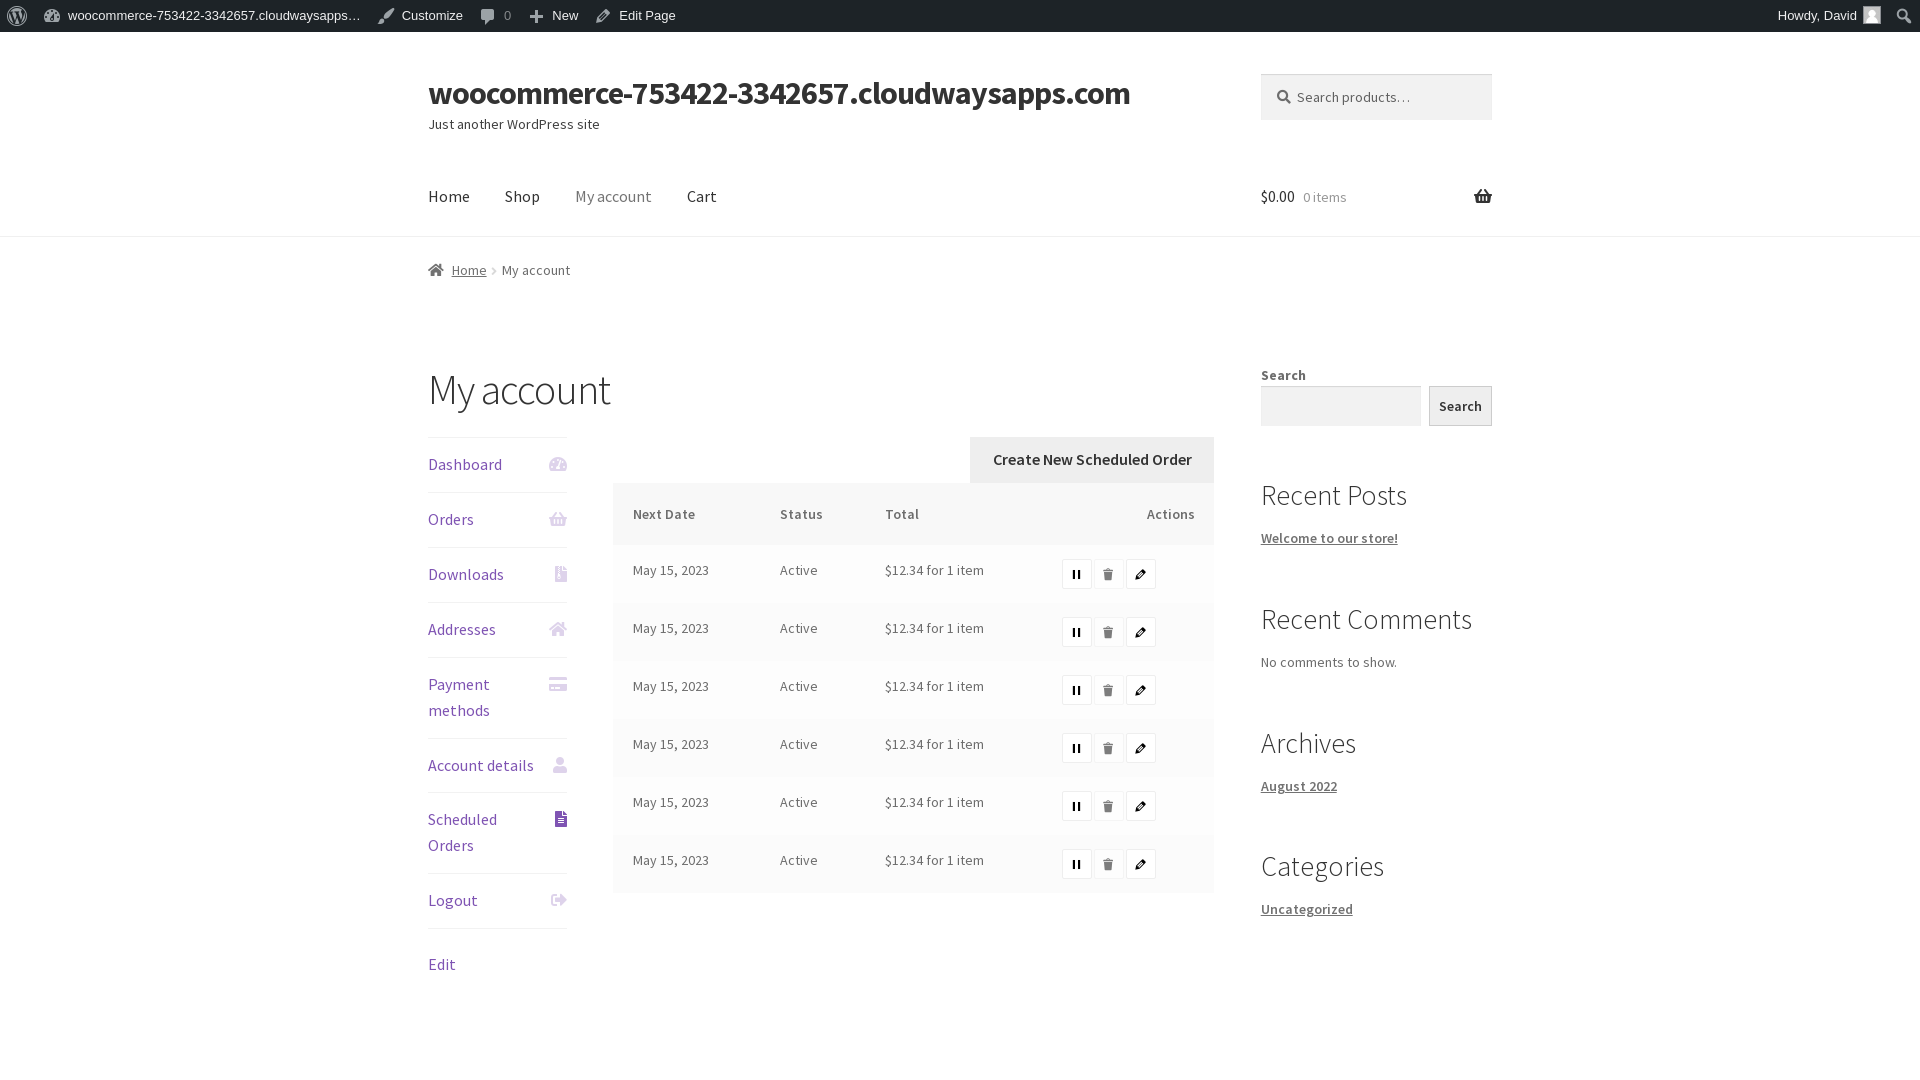 woocommerce-753422-3342657.cloudwaysapps… Customize 0 New Edit Page Howdy, David
woocommerce-753422-3342657.cloudwaysapps.com
Just another WordPress site
Search products…
Home Shop My account Cart
$0.00 0 items
Home My account
My account
Dashboard
Orders
Downloads
Addresses
Payment
methods
Account details
Scheduled
Orders
Logout
Edit
Create New Scheduled Order
Next Date Status Total Actions
May 15, 2023 Active $12.34 for 1 item
May 15, 2023 Active $12.34 for 1 item
May 15, 2023 Active $12.34 for 1 item
May 15, 2023 Active $12.34 for 1 item
May 15, 2023 Active $12.34 for 1 item
May 15, 2023 Active $12.34 for 1 item
Search
Search
Recent Posts
Welcome to our store!
Recent Comments
No comments to show.
Archives
August 2022
Categories
Uncategorized